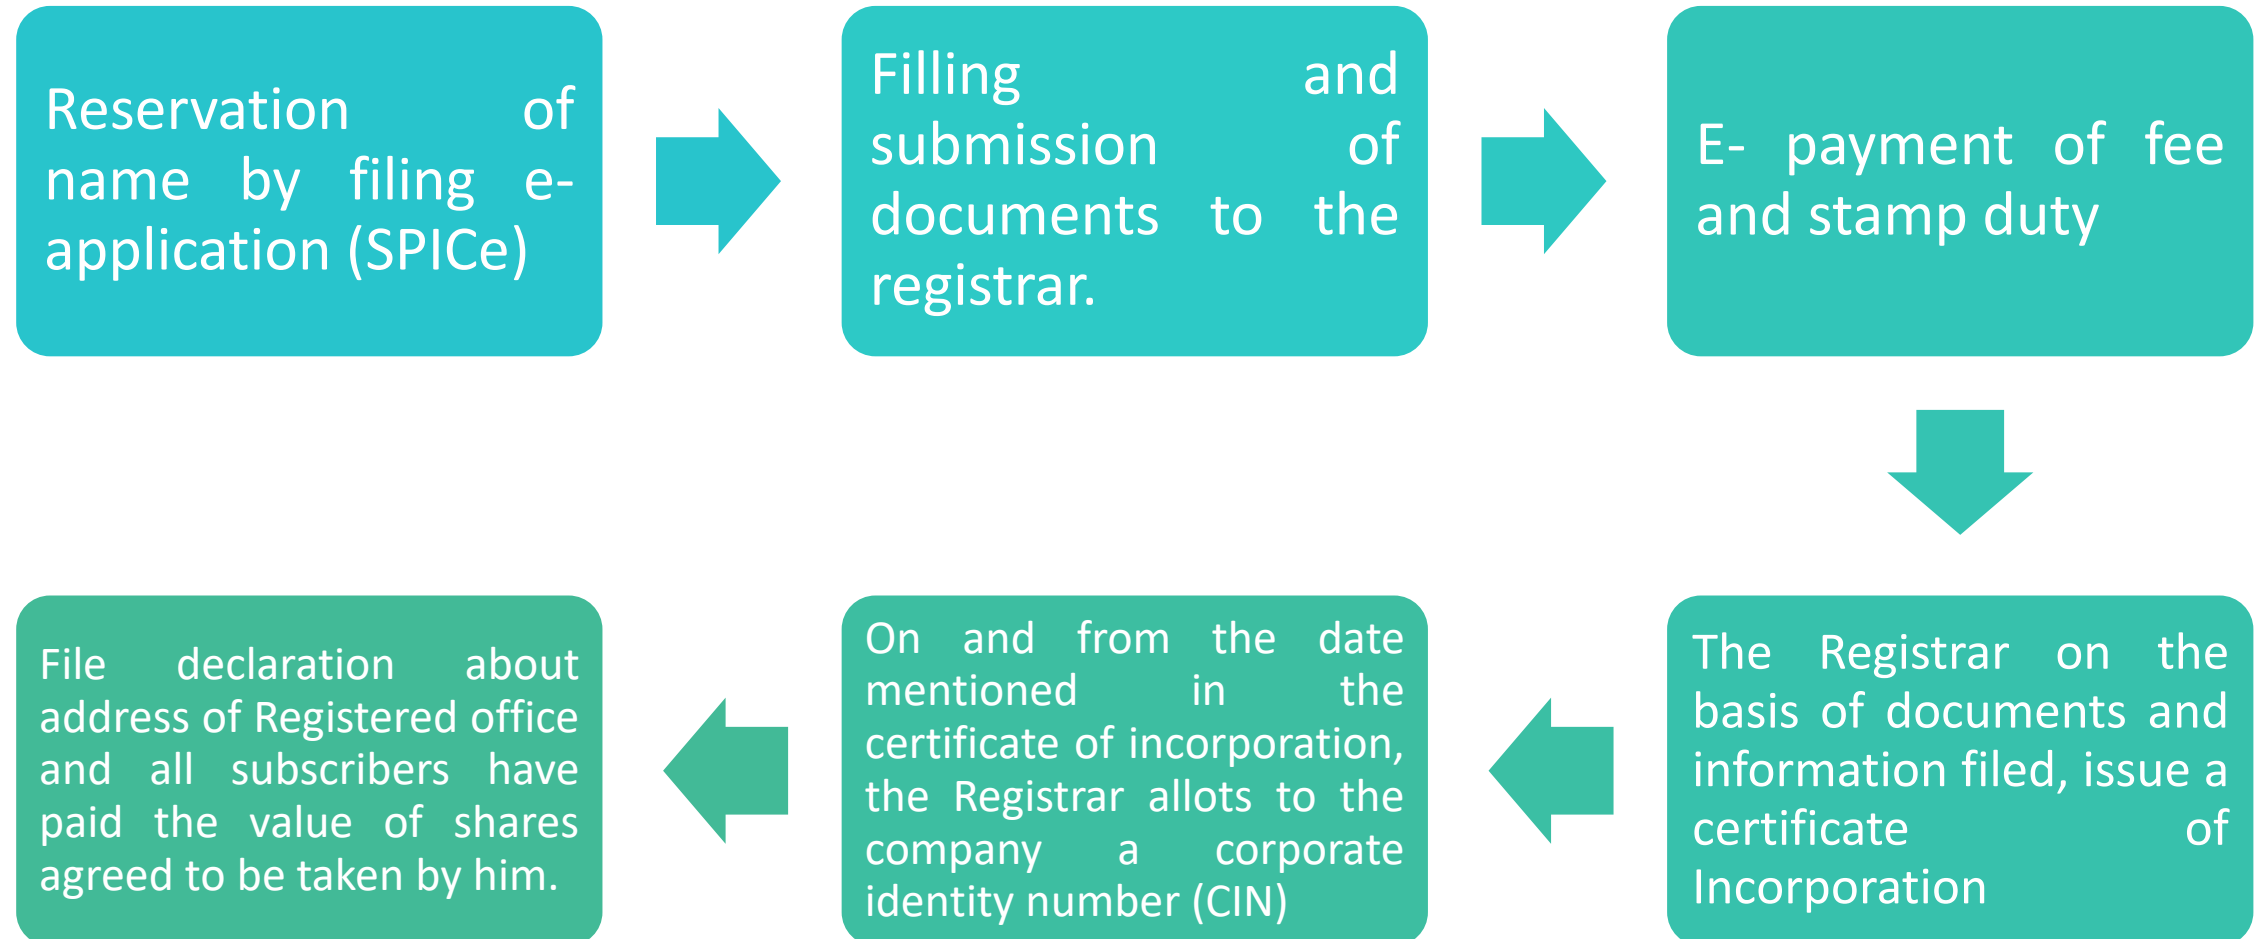 Reservation of
name by filing e-
application (SPICe)
Filling and
submission of
documents to the
registrar.
E- payment of fee
and stamp duty
The Registrar on the
basis of documents and
information filed, issue a
certificate of
Incorporation
On and from the date
mentioned in the
certificate of incorporation,
the Registrar allots to the
company a corporate
identity number (CIN)
File declaration about
address of Registered office
and all subscribers have
paid the value of shares
agreed to be taken by him.